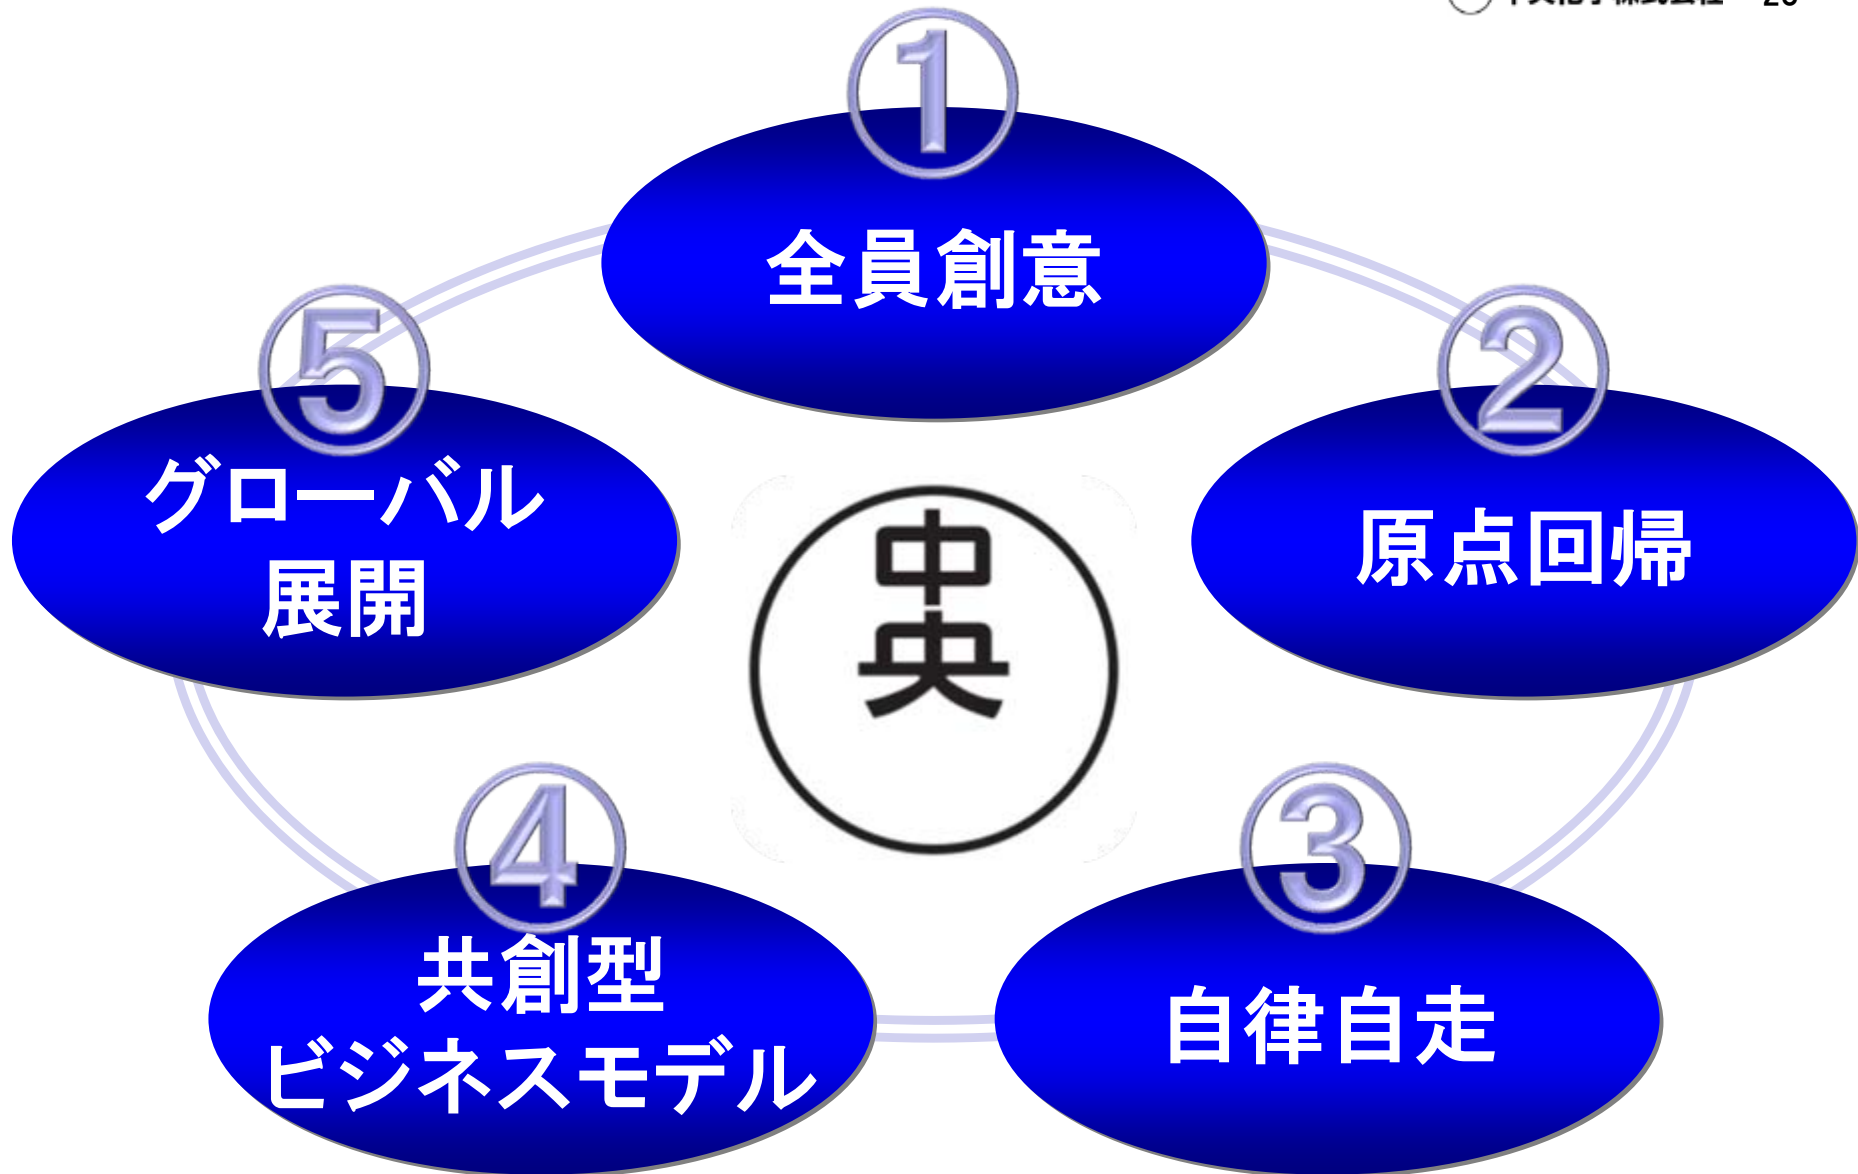 ①
全員創意
②
原点回帰
③
自律自走
④
共創型
ビジネスモデル
⑤
グローバル
展開
中
央